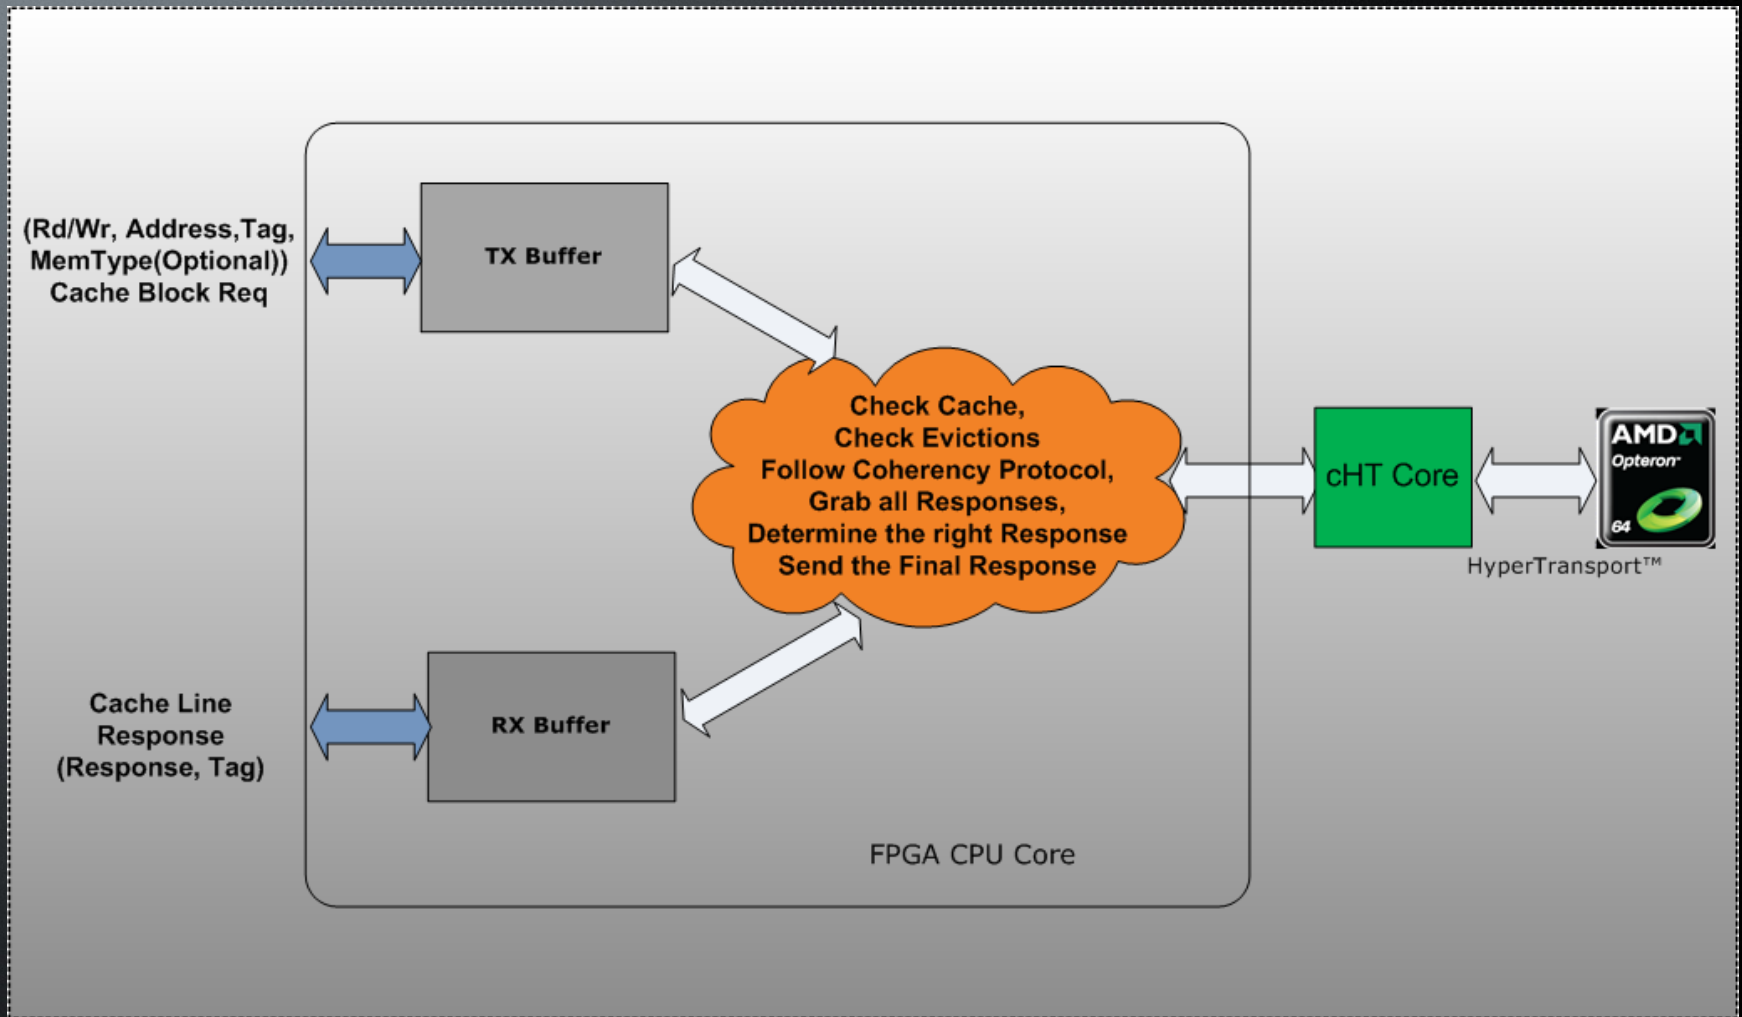 (Rd/Wr, Address,Tag,
MemType(Optional))
Cache Block Req
TX Buffer
Check Cache,
Check Evictions
Follow Coherency Protocol,
Grab all Responses,
Determine the right Response
Send the Final Response
cHT Core
AMD
Opteron™
64
HyperTransport™
Cache Line
Response
(Response, Tag)
RX Buffer
FPGA CPU Core